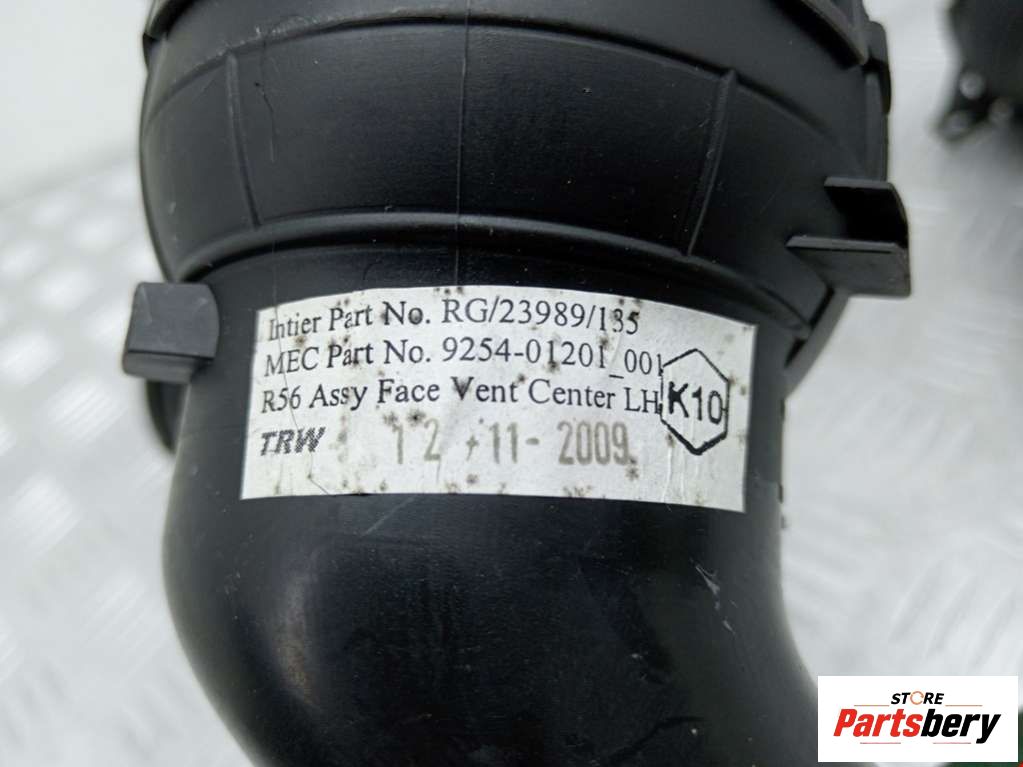 Intier Part No. RG/23989/135
MEC Part No. 9254-01201_001
R56 Assy Face Vent Center LH
K10
TRW 12-11-2009
STORE
Partsbery